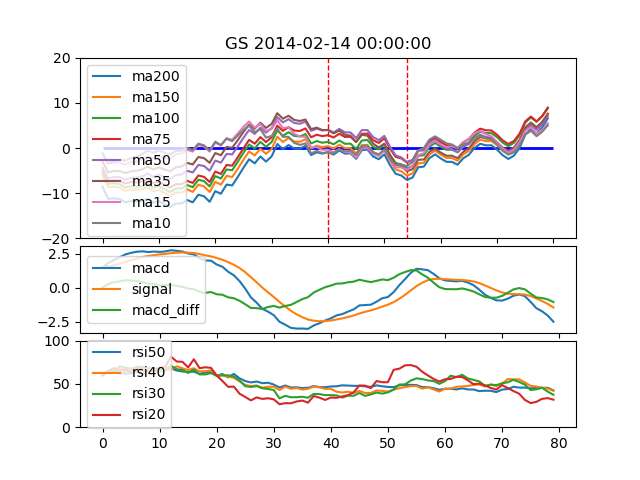 GS 2014-02-14 00:00:00
20
10
0
−10
−20
ma200
ma150
ma100
ma75
ma50
ma35
ma15
ma10
2.5
0.0
−2.5
macd
signal
macd_diff
100
50
0
rsi50
rsi40
rsi30
rsi20
0 10 20 30 40 50 60 70 80